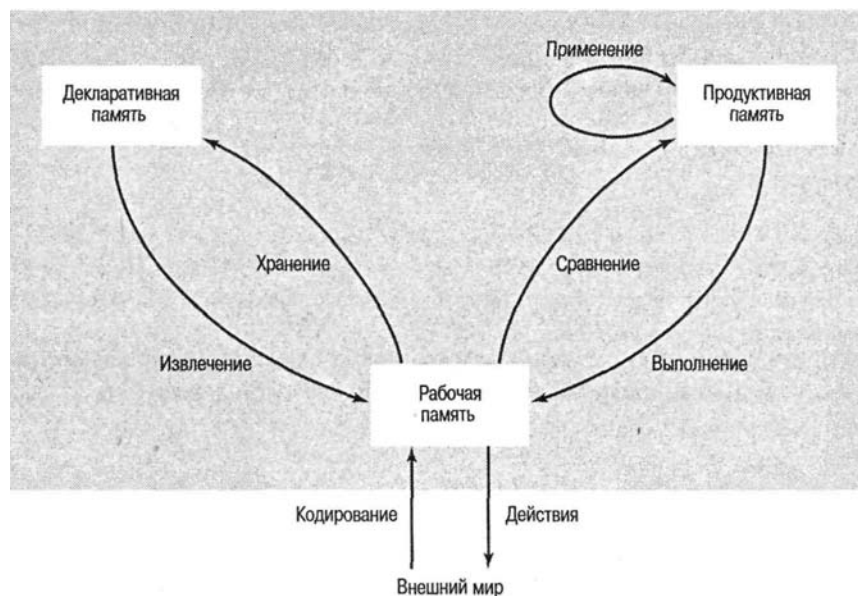 Применение
Декларативная
память
Продуктивная
память
Хранение
Сравнение
Извлечение
Выполнение
Рабочая
память
Кодирование
Действия
Внешний мир